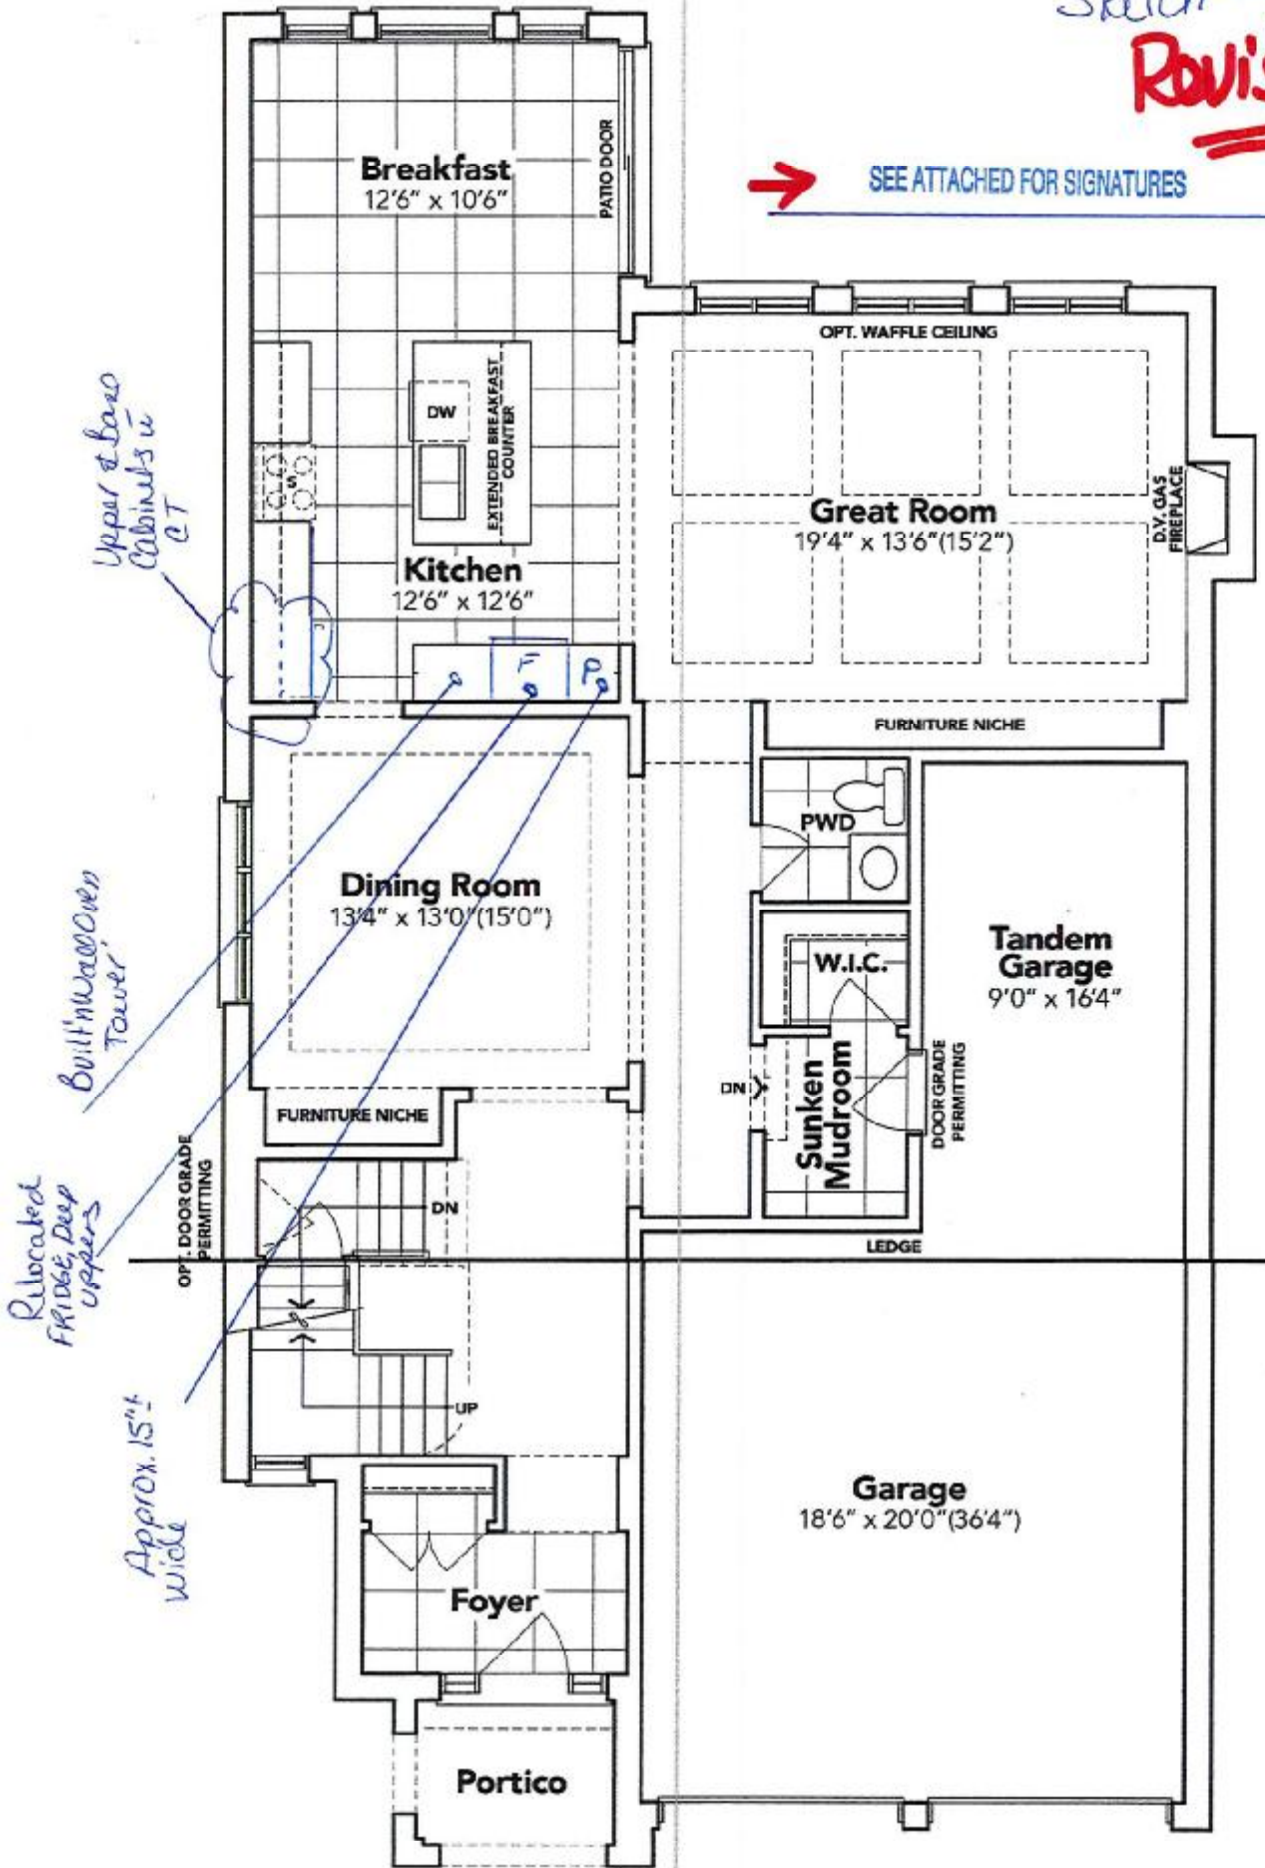 Sketch
Revis
SEE ATTACHED FOR SIGNATURES
Breakfast
12'6" x 10'6"
PATIO DOOR
OPT. WAFFLE CEILING
Upper & Base
Cabinets
CT
DW
EXTENDED BREAKFAST
COUNTER
S
Great Room
19'4" x 13'6"(15'2")
D.V. GAS
FIREPLACE
Kitchen
12'6" x 12'6"
F
P
FURNITURE NICHE
PWD
Dining Room
13'4" x 13'0"(15'0")
Tandem
Garage
9'0" x 16'4"
W.I.C.
Built'n Wall Oven
Tower
DN
Sunken
Mudroom
DOOR GRADE
PERMITTING
FURNITURE NICHE
OPT. DOOR GRADE
PERMITTING
DN
Relocated
FRIDGE, Deep
uppers
LEDGE
UP
Approx. 15"±
wide
Garage
18'6" x 20'0"(36'4")
Foyer
Portico